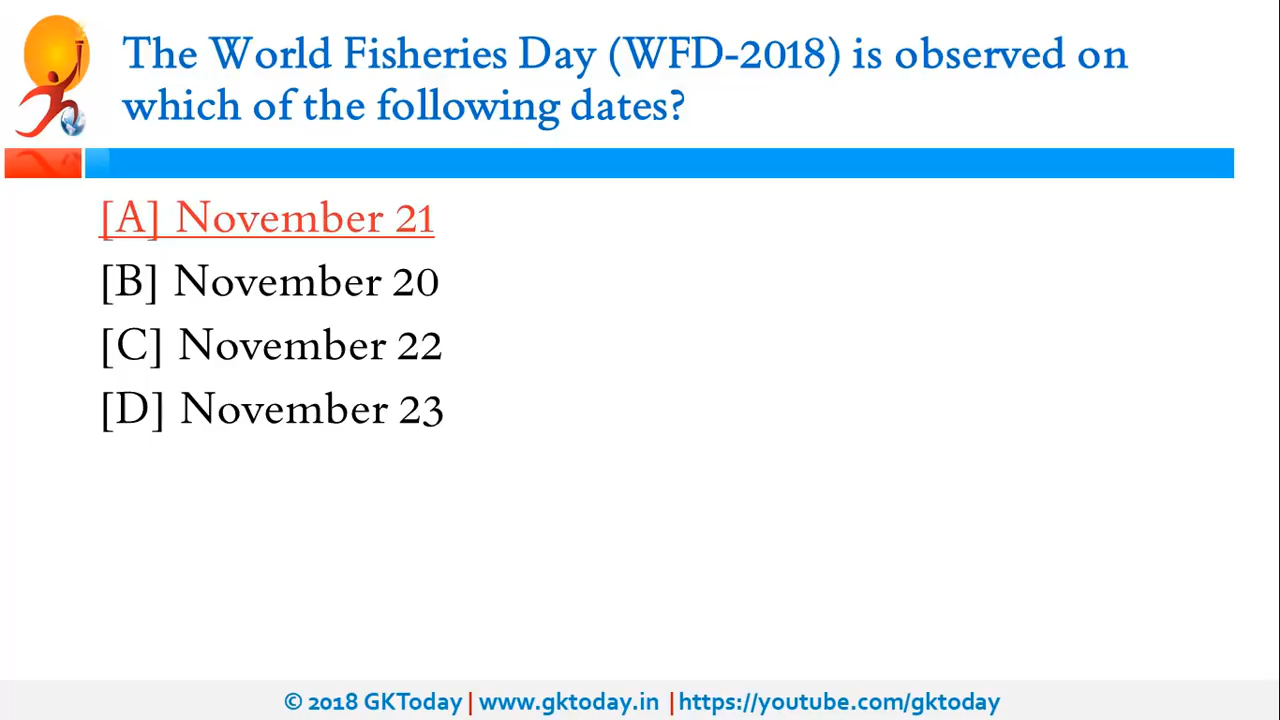 The World Fisheries Day (WFD-2018) is observed on
which of the following dates?
[A] November 21
[B] November 20
[C] November 22
[D] November 23
© 2018 GKToday | www.gktoday.in | https://youtube.com/gktoday